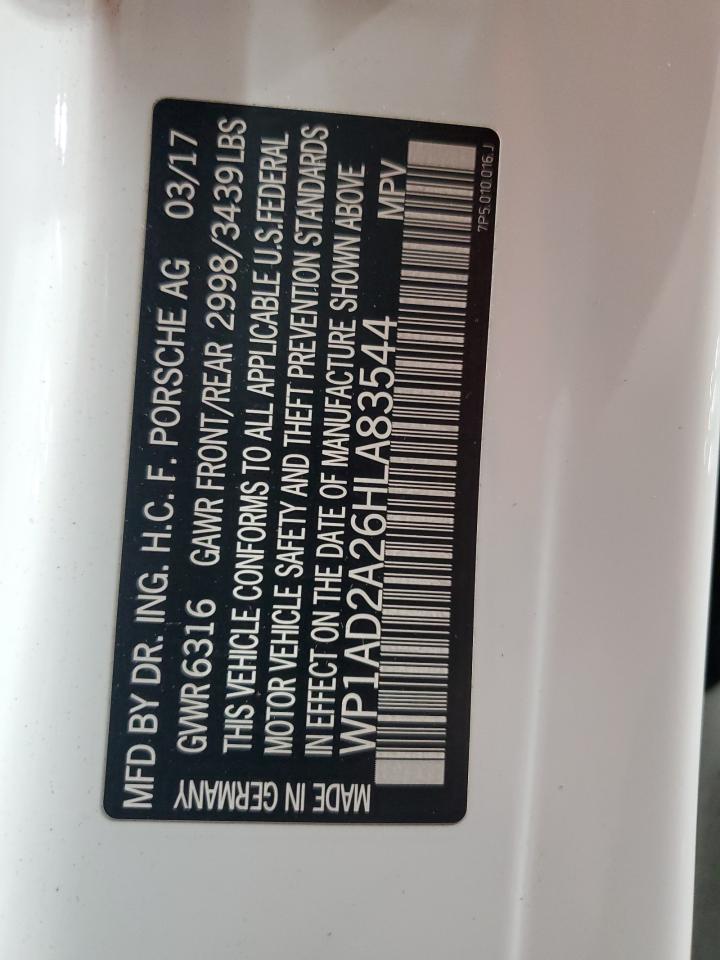 MFD BY DR. ING. H.C. F. PORSCHE AG 03/17
GVWR 6316 GAWR FRONT/REAR 2998/3439 LBS
THIS VEHICLE CONFORMS TO ALL APPLICABLE U.S.FEDERAL
MOTOR VEHICLE SAFETY AND THEFT PREVENTION STANDARDS
IN EFFECT ON THE DATE OF MANUFACTURE SHOWN ABOVE
WP1AD2A26HLA83544 MPV
MADE IN GERMANY
7P5.010.016.J